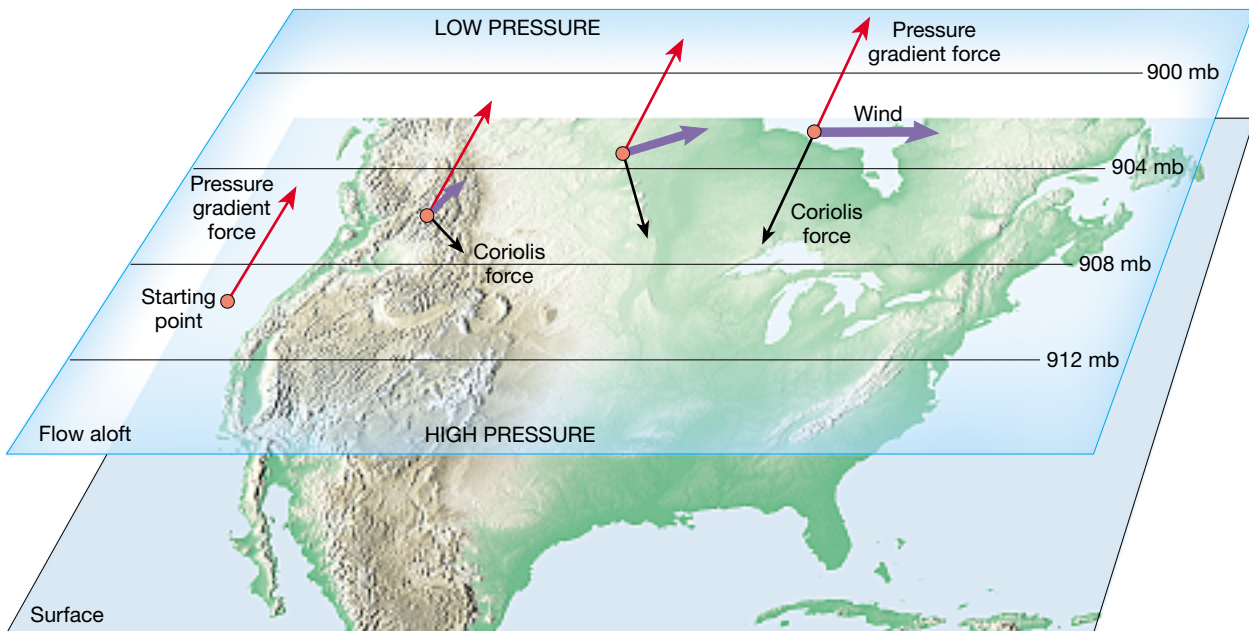 LOW PRESSURE
Pressure
gradient force
900 mb
Wind
904 mb
Pressure
gradient
force
Coriolis
force
Coriolis
force
908 mb
Starting
point
912 mb
Flow aloft
HIGH PRESSURE
Surface